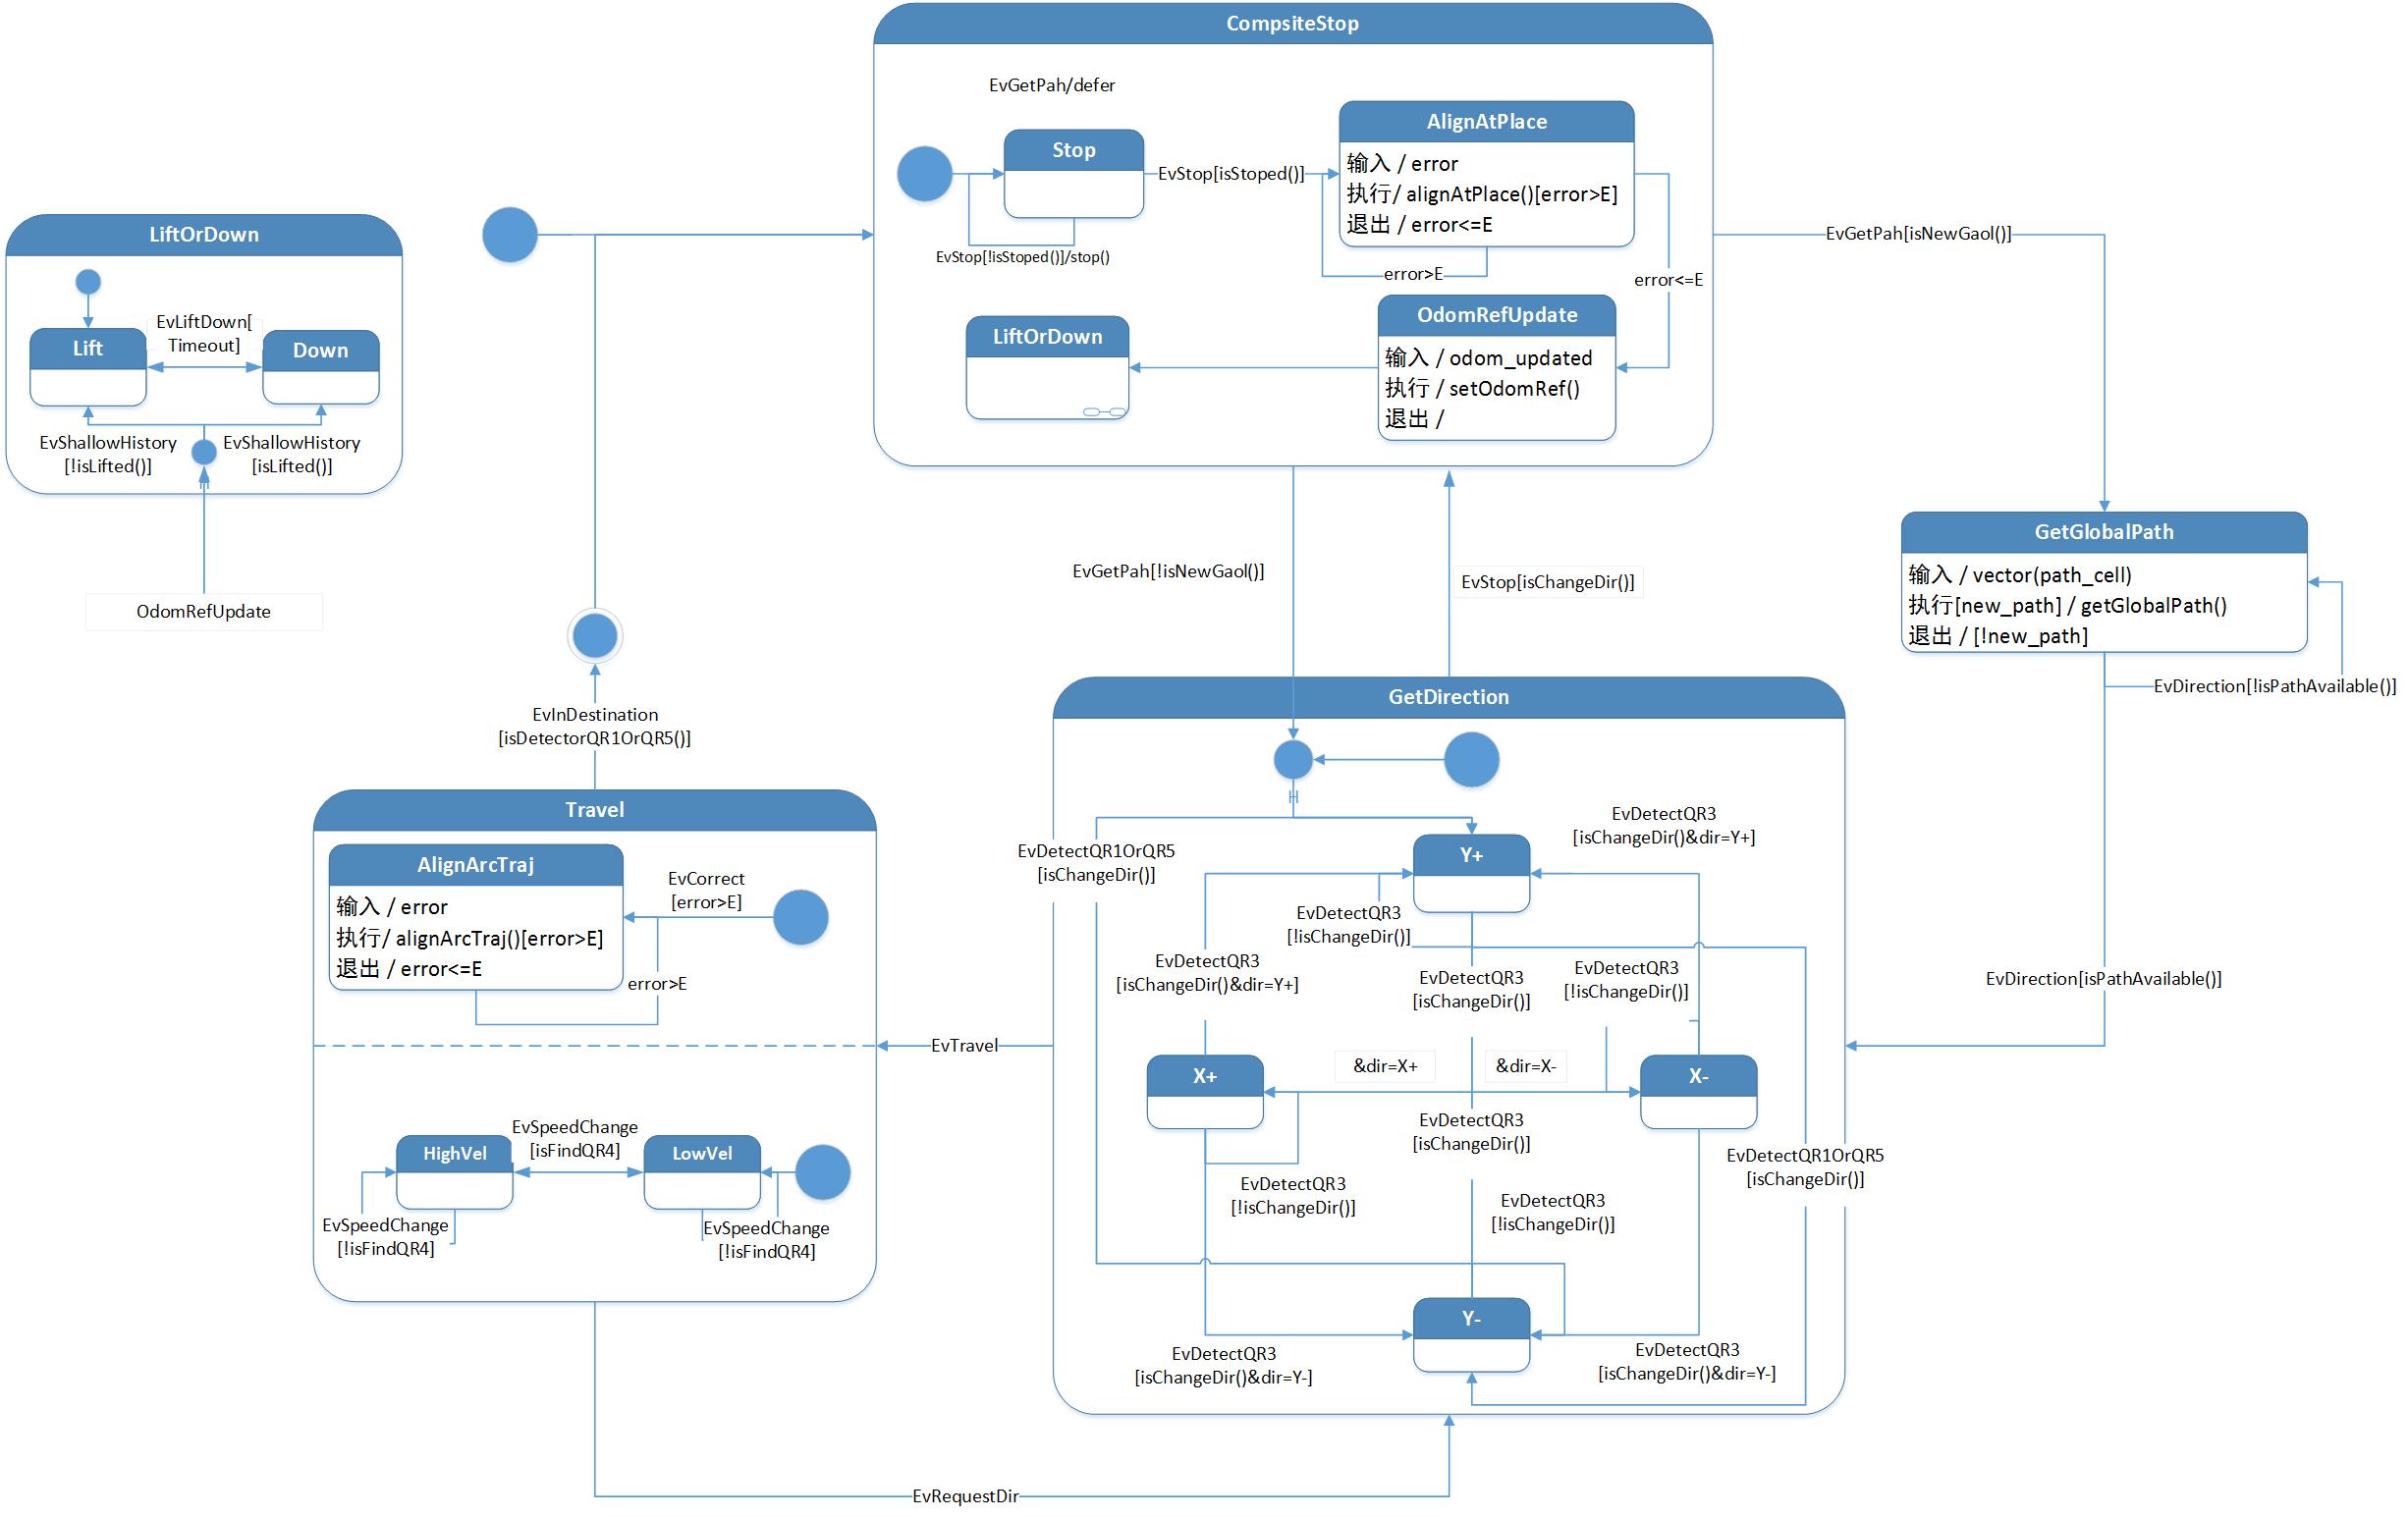 CompsiteStop
EvGetPah/defer
Stop
EvStop[isStoped()]
EvStop[!isStoped()]/stop()
AlignAtPlace
输入 / error
执行/ alignAtPlace()[error>E]
退出 / error<=E
error>E
error<=E
OdomRefUpdate
输入 / odom_updated
执行 / setOdomRef()
退出 /
LiftOrDown
LiftOrDown
Lift
EvLiftDown[
Timeout]
Down
EvShallowHistory
[!isLifted()]
EvShallowHistory
[isLifted()]
OdomRefUpdate
EvGetPah[isNewGaol()]
EvGetPah[!isNewGaol()]
EvStop[isChangeDir()]
GetGlobalPath
输入 / vector(path_cell)
执行[new_path] / getGlobalPath()
退出 / [!new_path]
EvDirection[!isPathAvailable()]
EvDirection[isPathAvailable()]
EvInDestination
[isDetectorQR1OrQR5()]
Travel
AlignArcTraj
输入 / error
执行/ alignArcTraj()[error>E]
退出 / error<=E
EvCorrect
[error>E]
error>E
HighVel
EvSpeedChange
[isFindQR4]
LowVel
EvSpeedChange
[!isFindQR4]
EvSpeedChange
[!isFindQR4]
EvTravel
GetDirection
EvDetectQR1OrQR5
[isChangeDir()]
Y+
EvDetectQR3
[isChangeDir()&dir=Y+]
EvDetectQR3
[!isChangeDir()]
EvDetectQR3
[isChangeDir()&dir=Y+]
EvDetectQR3
[isChangeDir()]
EvDetectQR3
[!isChangeDir()]
X+
&dir=X+
&dir=X-
X-
EvDetectQR3
[isChangeDir()]
EvDetectQR1OrQR5
[isChangeDir()]
EvDetectQR3
[!isChangeDir()]
EvDetectQR3
[!isChangeDir()]
Y-
EvDetectQR3
[isChangeDir()&dir=Y-]
EvDetectQR3
[isChangeDir()&dir=Y-]
EvRequestDir
H
H